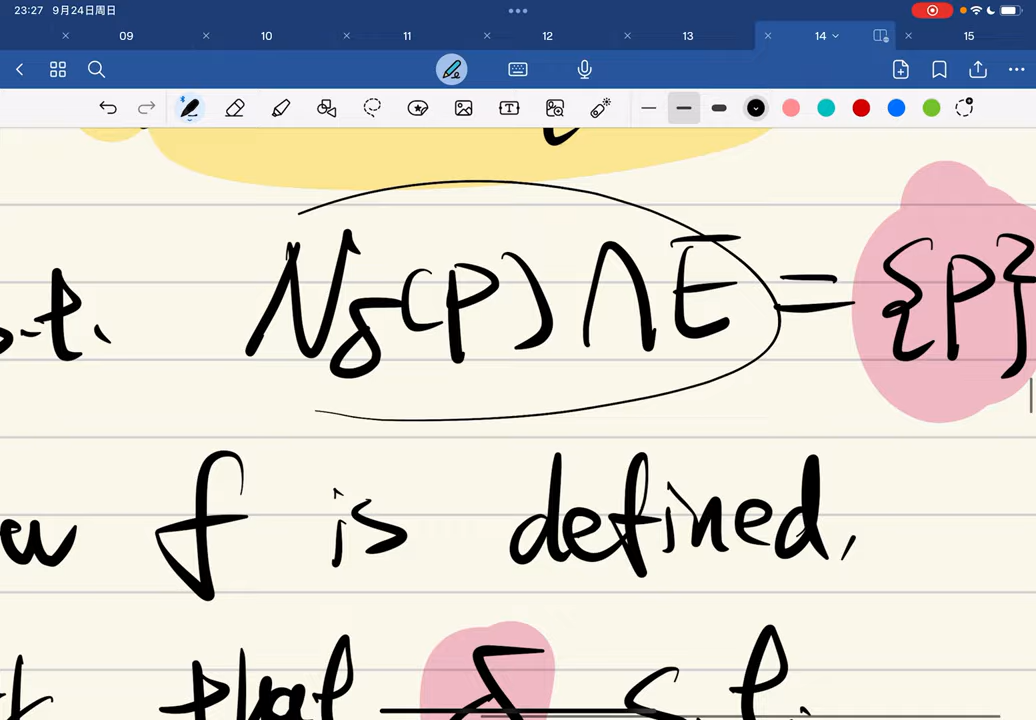 23:27 9月24日周日
09 10 11 12 13 14 15
s.t. Nδ(p) ∩ E = {p}
f is defined,
that δ s.t.